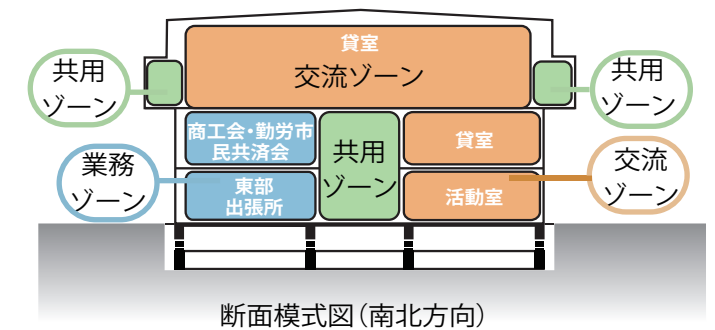 貸室
交流ゾーン
共用
ゾーン
共用
ゾーン
商工会・勤労市
民共済会
共用
ゾーン
貸室
業務
ゾーン
交流
ゾーン
東部
出張所
活動室
断面模式図（南北方向）